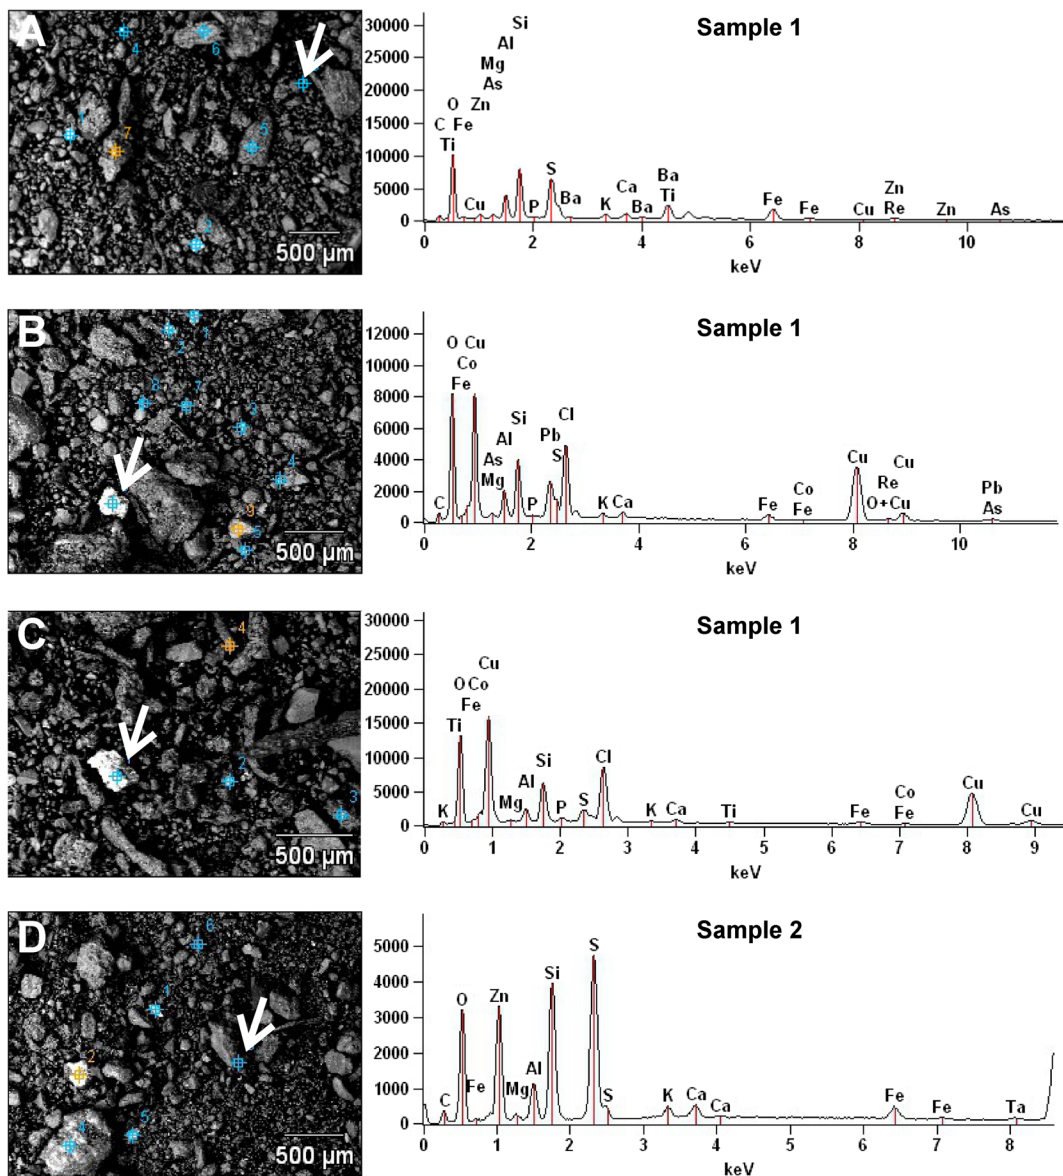 A
4
6
1
7
5
2
500 µm
Sample 1
30000
25000
20000
15000
10000
5000
0
Si
Al
Mg
As
O Zn
C Fe
Ti
Cu
S
P
Ba
K
Ca
Ba
Ba
Ti
Fe
Fe
Cu
Zn
Re
Zn
As
0 2 4 6 8 10
keV
B
1
2
8
7
3
4
9
5
500 µm
Sample 1
12000
10000
8000
6000
4000
2000
0
O Cu
Co
Fe
C
As
Mg
Al
Si
P
Pb
S
Cl
K
Ca
Fe
Co
Fe
Cu
Cu
Re
O+Cu
Pb
As
0 2 4 6 8 10
keV
C
4
2
3
500 µm
Sample 1
30000
25000
20000
15000
10000
5000
0
Cu
O Co
Fe
Ti
K
Mg
Al
Si
P
S
Cl
K
Ca
Ti
Fe
Co
Fe
Cu
Cu
0 1 2 3 4 5 6 7 8 9
keV
D
6
2
5
4
500 µm
Sample 2
5000
4000
3000
2000
1000
0
C
O
Fe
Zn
Mg
Al
Si
S
S
K
Ca
Ca
Fe
Fe
Ta
0 1 2 3 4 5 6 7 8
keV